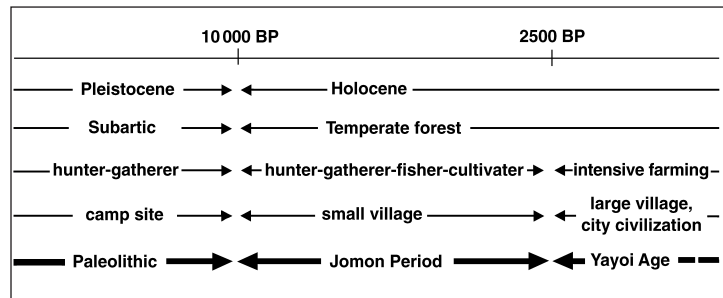 10 000 BP 2500 BP
Pleistocene Holocene
Subartic Temperate forest
hunter-gatherer hunter-gatherer-fisher-cultivater intensive farming
camp site small village large village,
city civilization
Paleolithic Jomon Period Yayoi Age